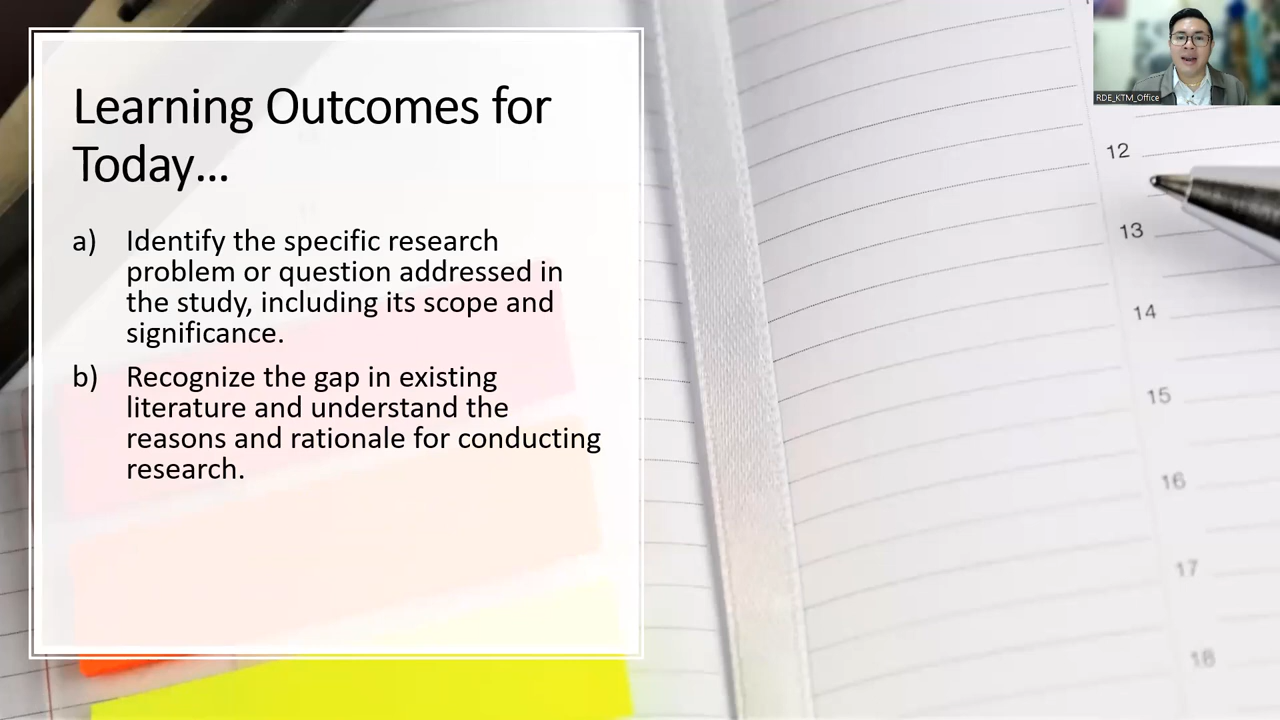 Learning Outcomes for
Today...
a) Identify the specific research
problem or question addressed in
the study, including its scope and
significance.
b) Recognize the gap in existing
literature and understand the
reasons and rationale for conducting
research.
RDE_KTM_Office
12
13
14
15
16
17
18